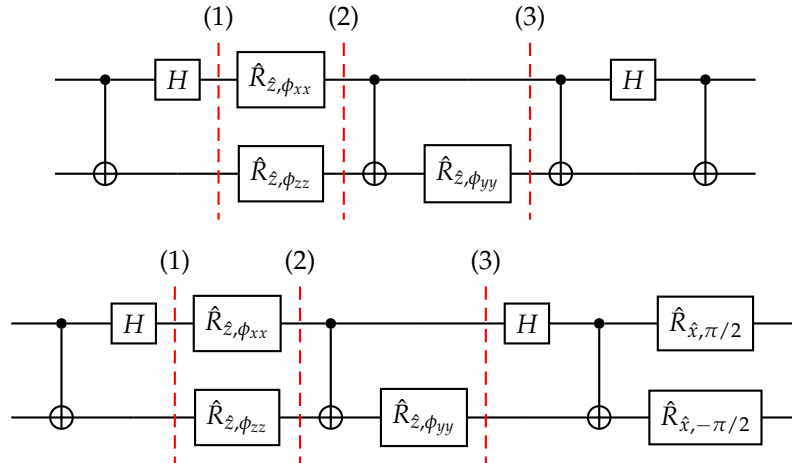 (1) (2) (3)
H R̂_{ẑ,ϕ_{xx}} H
R̂_{ẑ,ϕ_{zz}} R̂_{ẑ,ϕ_{yy}}
(1) (2) (3)
H R̂_{ẑ,ϕ_{xx}} H R̂_{x̂,π/2}
R̂_{ẑ,ϕ_{zz}} R̂_{ẑ,ϕ_{yy}} R̂_{x̂,−π/2}